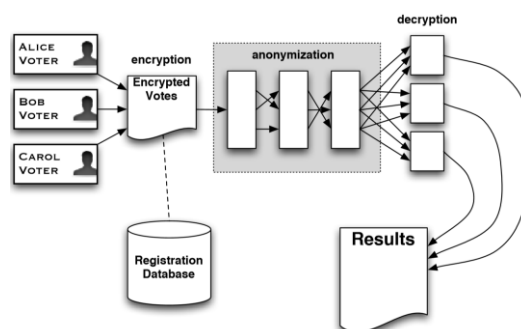 ALICE
VOTER
BOB
VOTER
CAROL
VOTER
encryption
Encrypted
Votes
anonymization
decryption
Registration
Database
Results